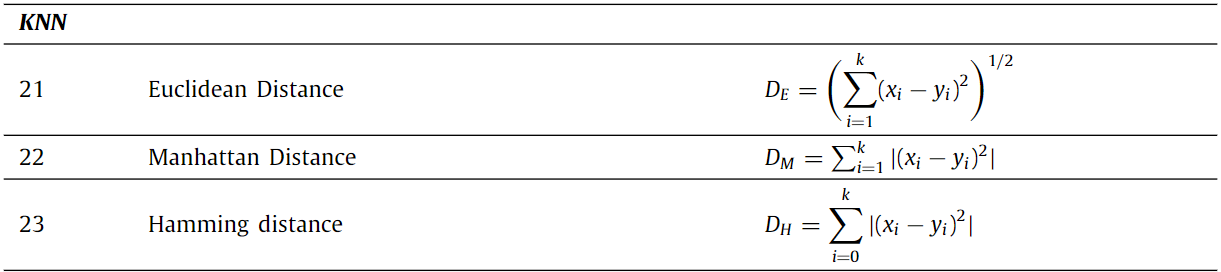 KNN
21 Euclidean Distance $D_E = \left( \sum_{i=1}^{k} (x_i - y_i)^2 \right)^{1/2}$
22 Manhattan Distance $D_M = \sum_{i=1}^{k} |(x_i - y_i)^2|$
23 Hamming distance $D_H = \sum_{i=0}^{k} |(x_i - y_i)^2|$